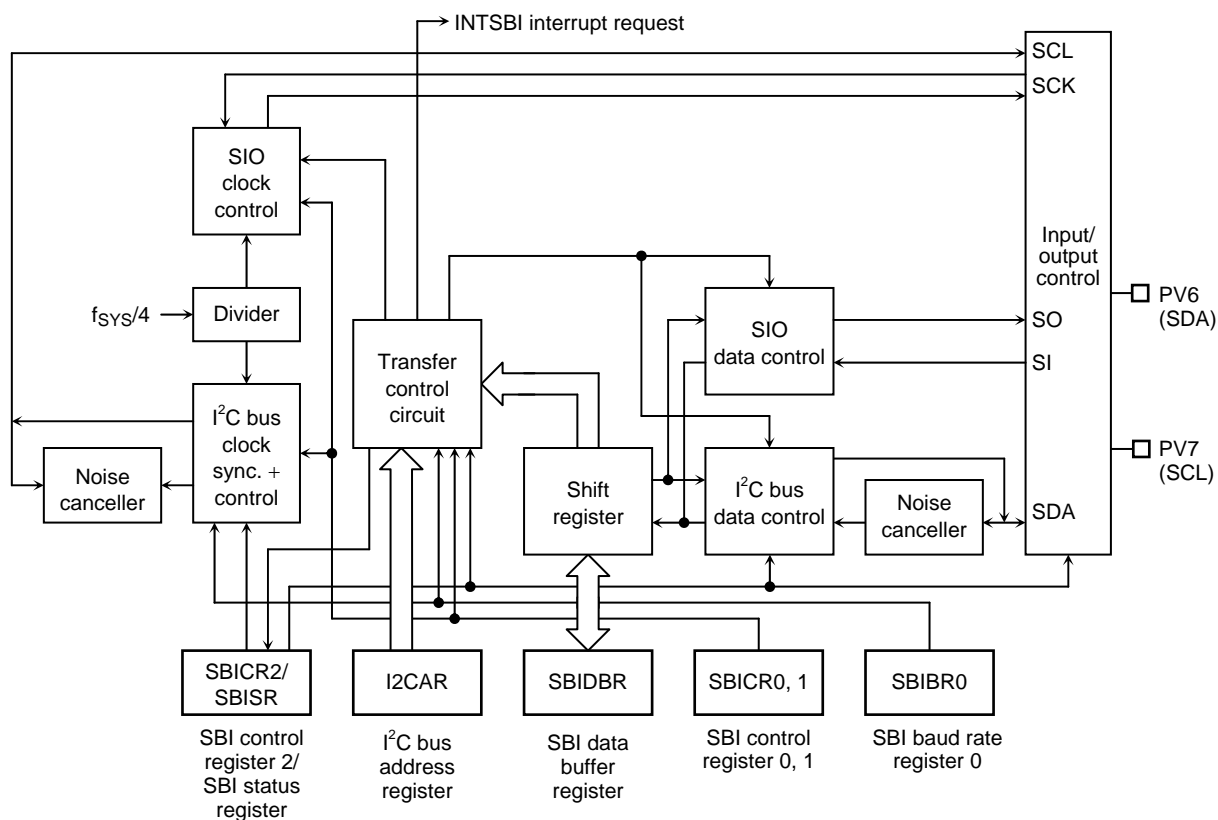 INTSBI interrupt request
SCL
SCK
SIO
clock
control
Input/
output
control
PV6
(SDA)
fSYS/4
Divider
SIO
data control
SO
SI
Transfer
control
circuit
I²C bus
clock
sync. +
control
Noise
canceller
PV7
(SCL)
Shift
register
I²C bus
data control
Noise
canceller
SDA
SBICR2/
SBISR
I2CAR
SBIDBR
SBICR0, 1
SBIBR0
SBI control
register 2/
SBI status
register
I²C bus
address
register
SBI data
buffer
register
SBI control
register 0, 1
SBI baud rate
register 0